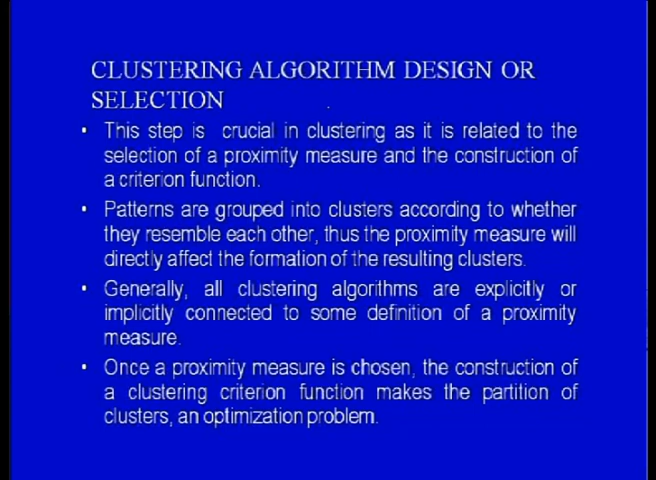 CLUSTERING ALGORITHM DESIGN OR
SELECTION
• This step is crucial in clustering as it is related to the
selection of a proximity measure and the construction of
a criterion function.
• Patterns are grouped into clusters according to whether
they resemble each other, thus the proximity measure will
directly affect the formation of the resulting clusters.
• Generally, all clustering algorithms are explicitly or
implicitly connected to some definition of a proximity
measure.
• Once a proximity measure is chosen, the construction of
a clustering criterion function makes the partition of
clusters, an optimization problem.